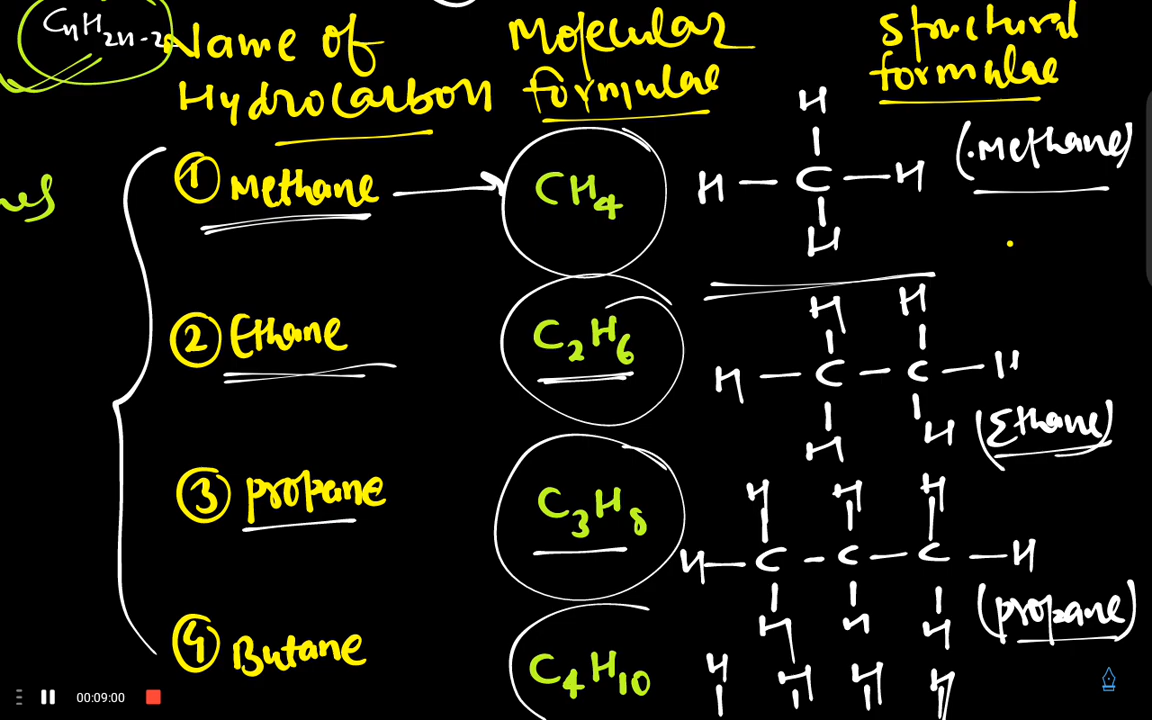 CnH2n-2
Name of Hydrocarbon
Molecular formulae
Structural formulae
① Methane → CH4
H
H – C – H
H
(Methane)
② Ethane
C2H6
H H
H – C – C – H
H H
(Ethane)
③ propane
C3H8
H H H
H – C – C – C – H
H H H
(propane)
④ Butane
C4H10
H H H H
00:09:00